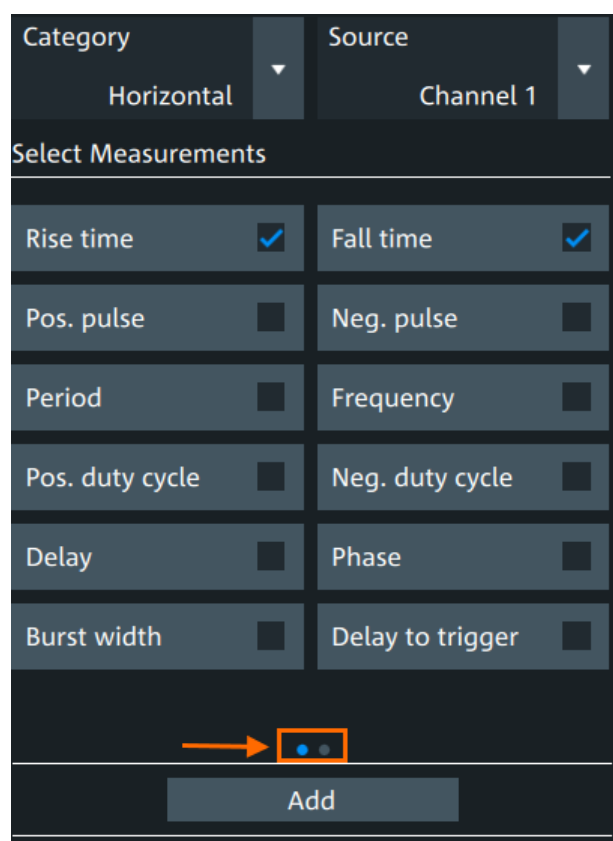 Category
Source
Horizontal
Channel 1
Select Measurements
Rise time
Fall time
Pos. pulse
Neg. pulse
Period
Frequency
Pos. duty cycle
Neg. duty cycle
Delay
Phase
Burst width
Delay to trigger
Add